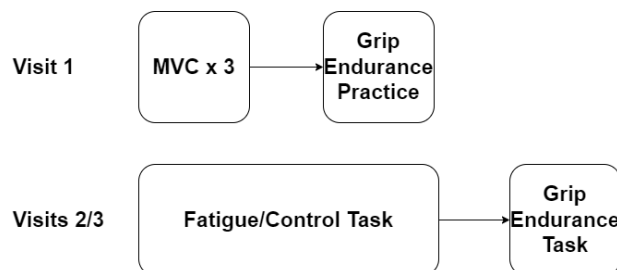 Visit 1
MVC x 3
Grip
Endurance
Practice
Visits 2/3
Fatigue/Control Task
Grip
Endurance
Task